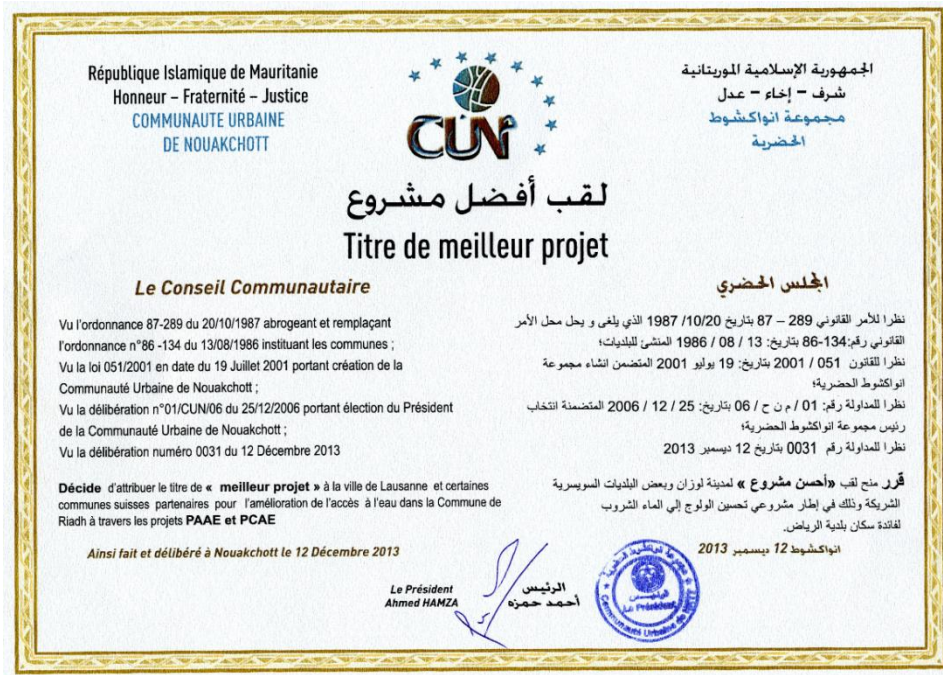 République Islamique de Mauritanie
Honneur – Fraternité – Justice
COMMUNAUTE URBAINE
DE NOUAKCHOTT
CUN
الجمهورية الإسلامية الموريتانية
شرف – إخاء – عدل
مجموعة انواكشوط
الحضرية
لقب أفضل مشروع
Titre de meilleur projet
Le Conseil Communautaire
Vu l'ordonnance 87-289 du 20/10/1987 abrogeant et remplaçant
l'ordonnance n°86 -134 du 13/08/1986 instituant les communes ;
Vu la loi 051/2001 en date du 19 Juillet 2001 portant création de la
Communauté Urbaine de Nouakchott ;
Vu la délibération n°01/CUN/06 du 25/12/2006 portant élection du Président
de la Communauté Urbaine de Nouakchott ;
Vu la délibération numéro 0031 du 12 Décembre 2013
Décide d'attribuer le titre de « meilleur projet » à la ville de Lausanne et certaines
communes suisses partenaires pour l'amélioration de l'accès à l'eau dans la Commune de
Riadh à travers les projets PAAE et PCAE
Ainsi fait et délibéré à Nouakchott le 12 Décembre 2013
المجلس الحضري
نظرا للأمر القانوني 289 – 87 بتاريخ 10/20/ 1987 الذي يلغى و يحل محل الأمر
القانوني رقم:134-86 بتاريخ: 13 / 08 / 1986 المنشئ للبلديات؛
نظرا للقانون 051 / 2001 بتاريخ: 19 يوليو 2001 المتضمن انشاء مجموعة
انواكشوط الحضرية؛
نظرا للمداولة رقم: 01 / م ن ح / 06 بتاريخ: 25 / 12 / 2006 المتضمنة انتخاب
رئيس مجموعة انواكشوط الحضرية؛
نظرا للمداولة رقم 0031 بتاريخ 12 ديسمبر 2013
قرر منح لقب «أحسن مشروع » لمدينة لوزان وبعض البلديات السويسرية
الشريكة وذلك في إطار مشروعي تحسين الولوج إلي الماء الشروب
لفائدة سكان بلدية الرياض.
انواكشوط 12 ديسمبر 2013
Le Président
Ahmed HAMZA
الرئيس
أحمد حمزه
الرئيس
Le Président
Communauté Urbaine de